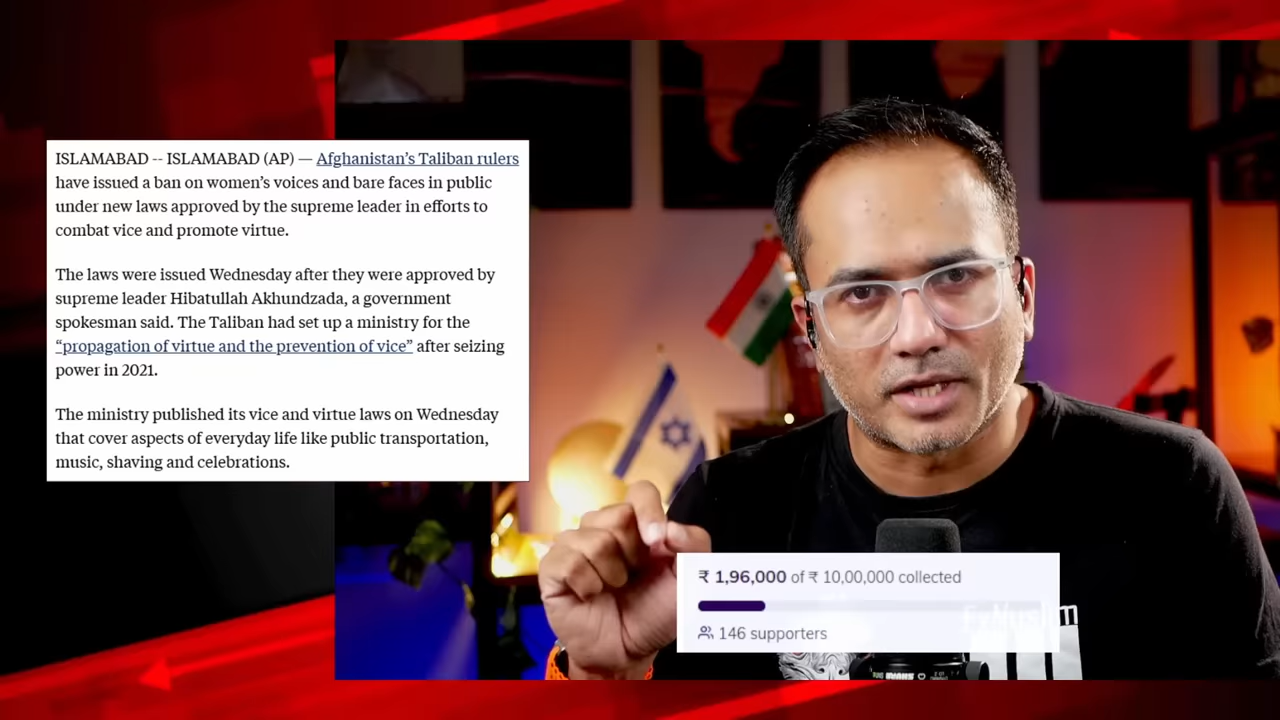 ISLAMABAD -- ISLAMABAD (AP) — Afghanistan’s Taliban rulers
have issued a ban on women’s voices and bare faces in public
under new laws approved by the supreme leader in efforts to
combat vice and promote virtue.
The laws were issued Wednesday after they were approved by
supreme leader Hibatullah Akhundzada, a government
spokesman said. The Taliban had set up a ministry for the
“propagation of virtue and the prevention of vice” after seizing
power in 2021.
The ministry published its vice and virtue laws on Wednesday
that cover aspects of everyday life like public transportation,
music, shaving and celebrations.
₹ 1,96,000 of ₹ 10,00,000 collected
146 supporters
ExMuslim